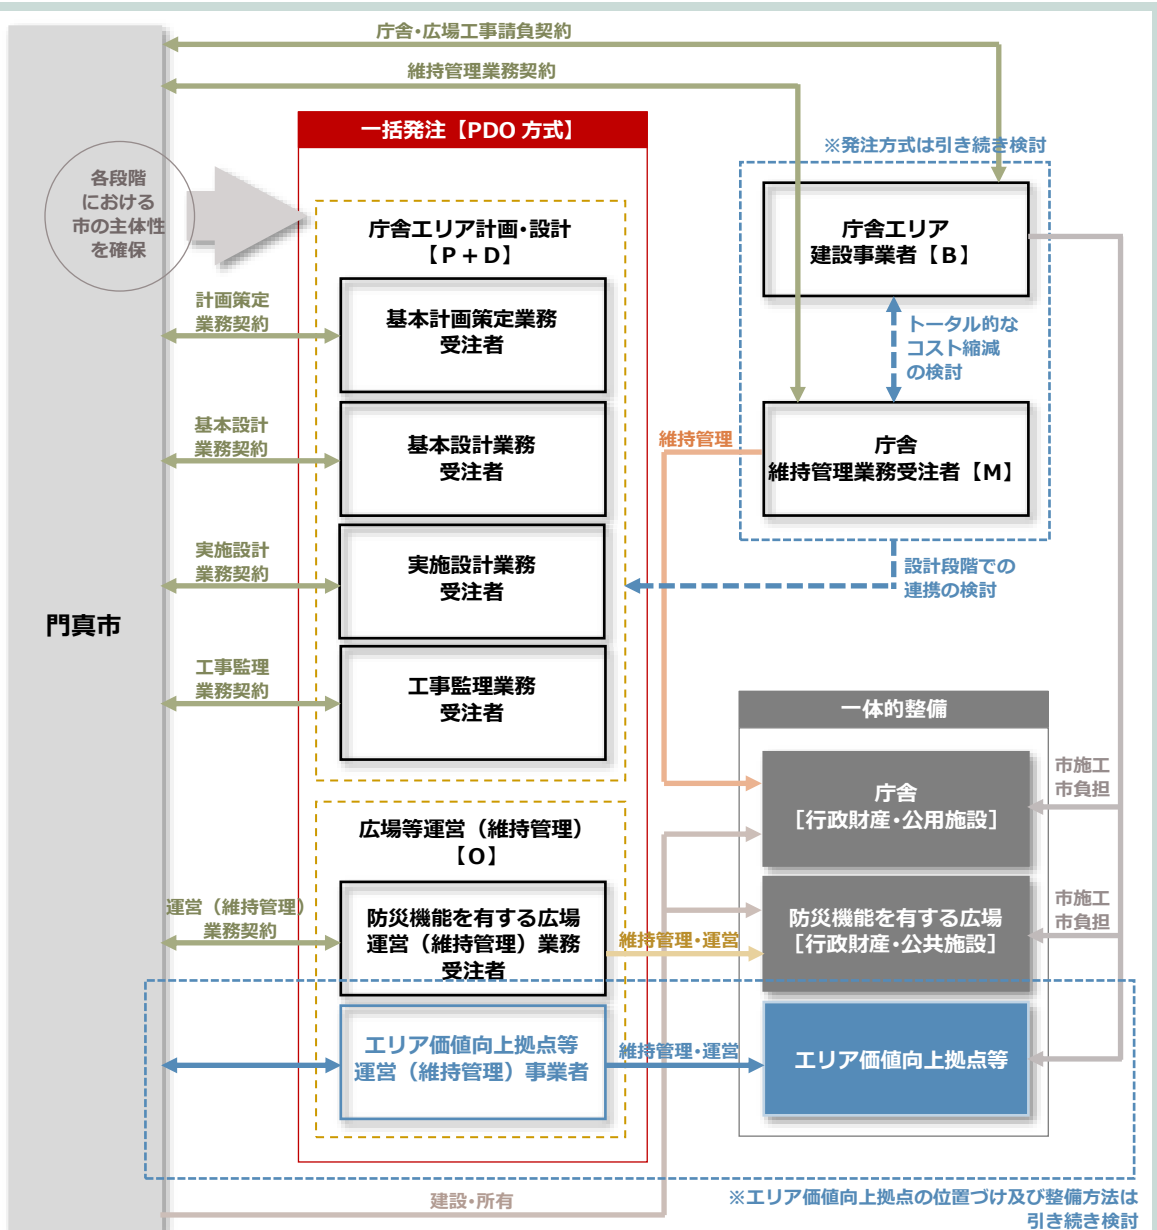 庁舎・広場工事請負契約
維持管理業務契約
一括発注【PDO 方式】
※発注方式は引き続き検討
各段階
における
市の主体性
を確保
庁舎エリア計画・設計
【P+D】
庁舎エリア
建設事業者【B】
計画策定
業務契約
基本計画策定業務
受注者
トータル的な
コスト縮減
の検討
基本設計
業務契約
基本設計業務
受注者
維持管理
庁舎
維持管理業務受注者【M】
実施設計
業務契約
実施設計業務
受注者
設計段階での
連携の検討
門真市
工事監理
業務契約
工事監理業務
受注者
一体的整備
庁舎
[行政財産・公用施設]
市施工
市負担
広場等運営(維持管理)
【O】
運営(維持管理)
業務契約
防災機能を有する広場
運営(維持管理)業務
受注者
維持管理・運営
防災機能を有する広場
[行政財産・公共施設]
市施工
市負担
エリア価値向上拠点等
運営(維持管理)事業者
維持管理・運営
エリア価値向上拠点等
建設・所有
※エリア価値向上拠点の位置づけ及び整備方法は
引き続き検討